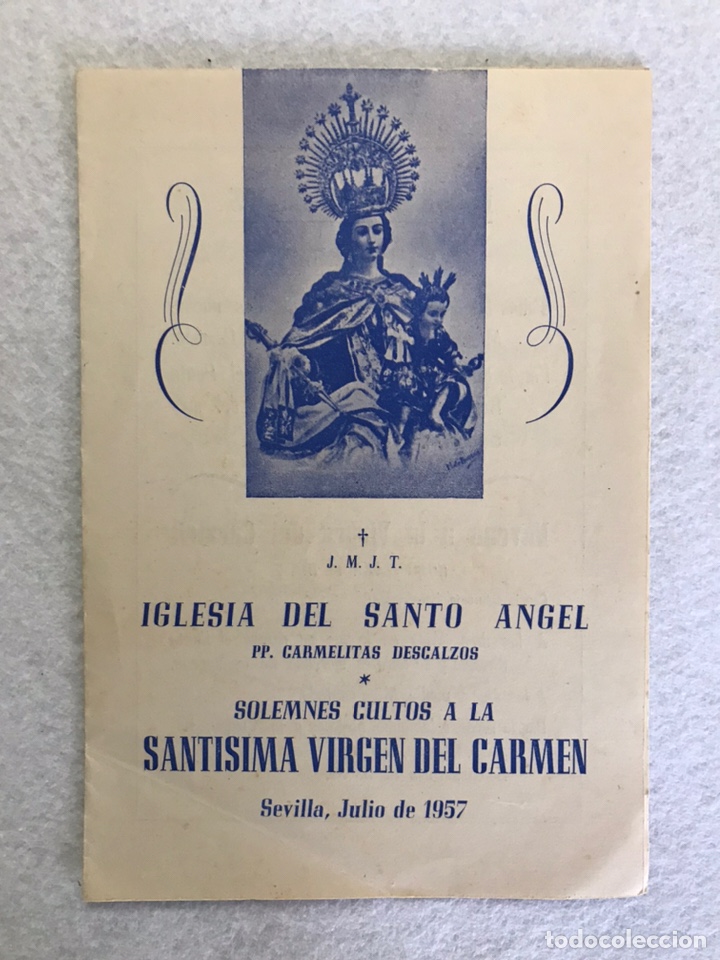 †
J. M. J. T.
IGLESIA DEL SANTO ANGEL
PP. CARMELITAS DESCALZOS
*
SOLEMNES CULTOS A LA
SANTISIMA VIRGEN DEL CARMEN
Sevilla, Julio de 1957
todocoleccion